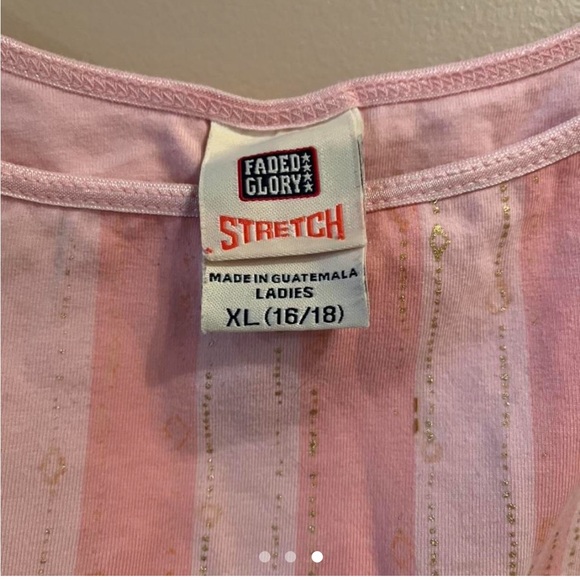 FADED
GLORY
STRETCH
MADE IN GUATEMALA
LADIES
XL (16/18)